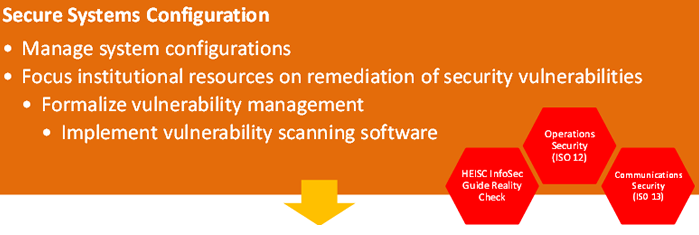 Secure Systems Configuration
• Manage system configurations
• Focus institutional resources on remediation of security vulnerabilities
• Formalize vulnerability management
• Implement vulnerability scanning software
Operations
Security
(ISO 12)
HEISC InfoSec
Guide Reality
Check
Communications
Security
(ISO 13)